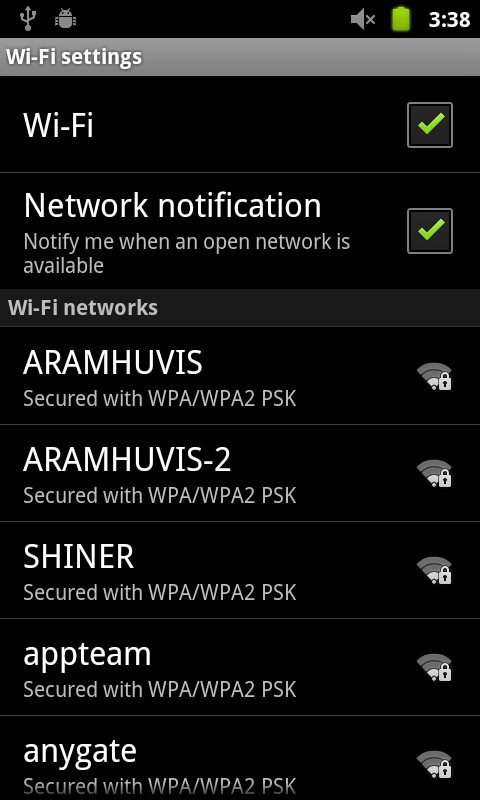 3:38
Wi-Fi settings
Wi-Fi
Network notification
Notify me when an open network is
available
Wi-Fi networks
ARAMHUVIS
Secured with WPA/WPA2 PSK
ARAMHUVIS-2
Secured with WPA/WPA2 PSK
SHINER
Secured with WPA/WPA2 PSK
appteam
Secured with WPA/WPA2 PSK
anygate
Secured with WPA/WPA2 PSK